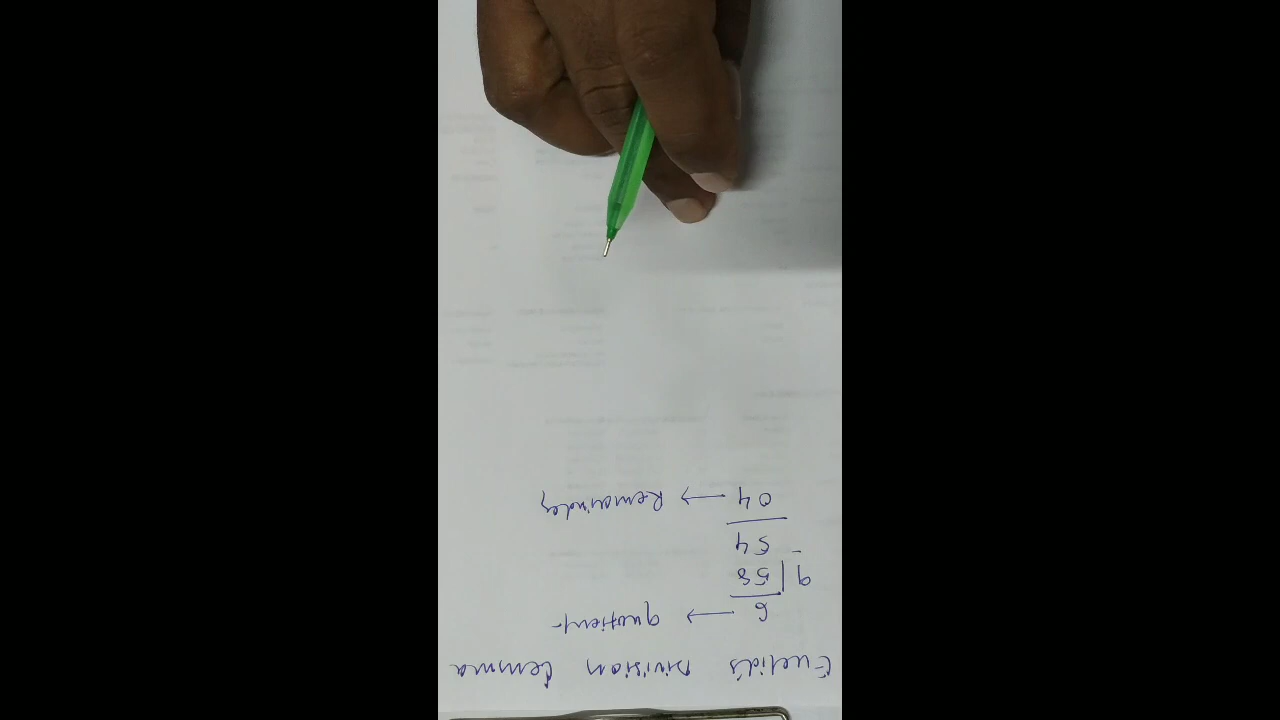 Euclid's Division Lemma
6 → quotient
9 | 58
- 54
04 → Remainder